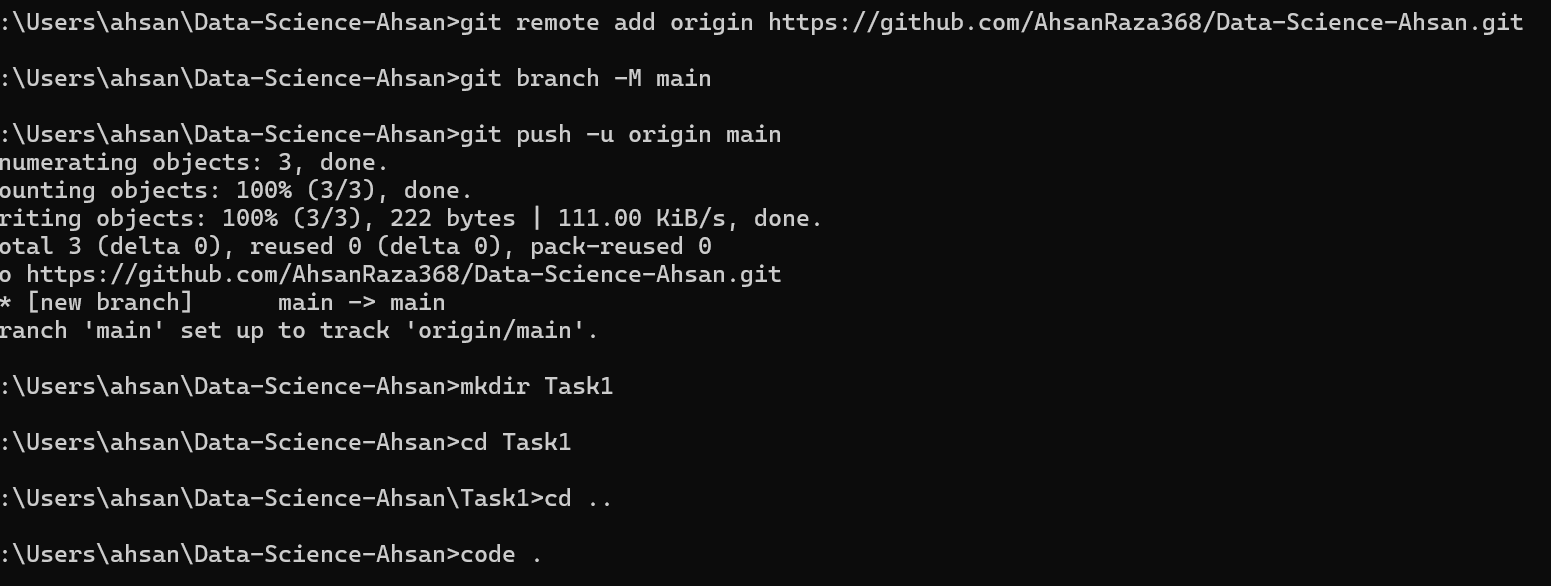 :\Users\ahsan\Data-Science-Ahsan>git remote add origin https://github.com/AhsanRaza368/Data-Science-Ahsan.git
:\Users\ahsan\Data-Science-Ahsan>git branch -M main
:\Users\ahsan\Data-Science-Ahsan>git push -u origin main
numerating objects: 3, done.
ounting objects: 100% (3/3), done.
riting objects: 100% (3/3), 222 bytes | 111.00 KiB/s, done.
otal 3 (delta 0), reused 0 (delta 0), pack-reused 0
o https://github.com/AhsanRaza368/Data-Science-Ahsan.git
* [new branch]      main -> main
ranch 'main' set up to track 'origin/main'.
:\Users\ahsan\Data-Science-Ahsan>mkdir Task1
:\Users\ahsan\Data-Science-Ahsan>cd Task1
:\Users\ahsan\Data-Science-Ahsan\Task1>cd ..
:\Users\ahsan\Data-Science-Ahsan>code .